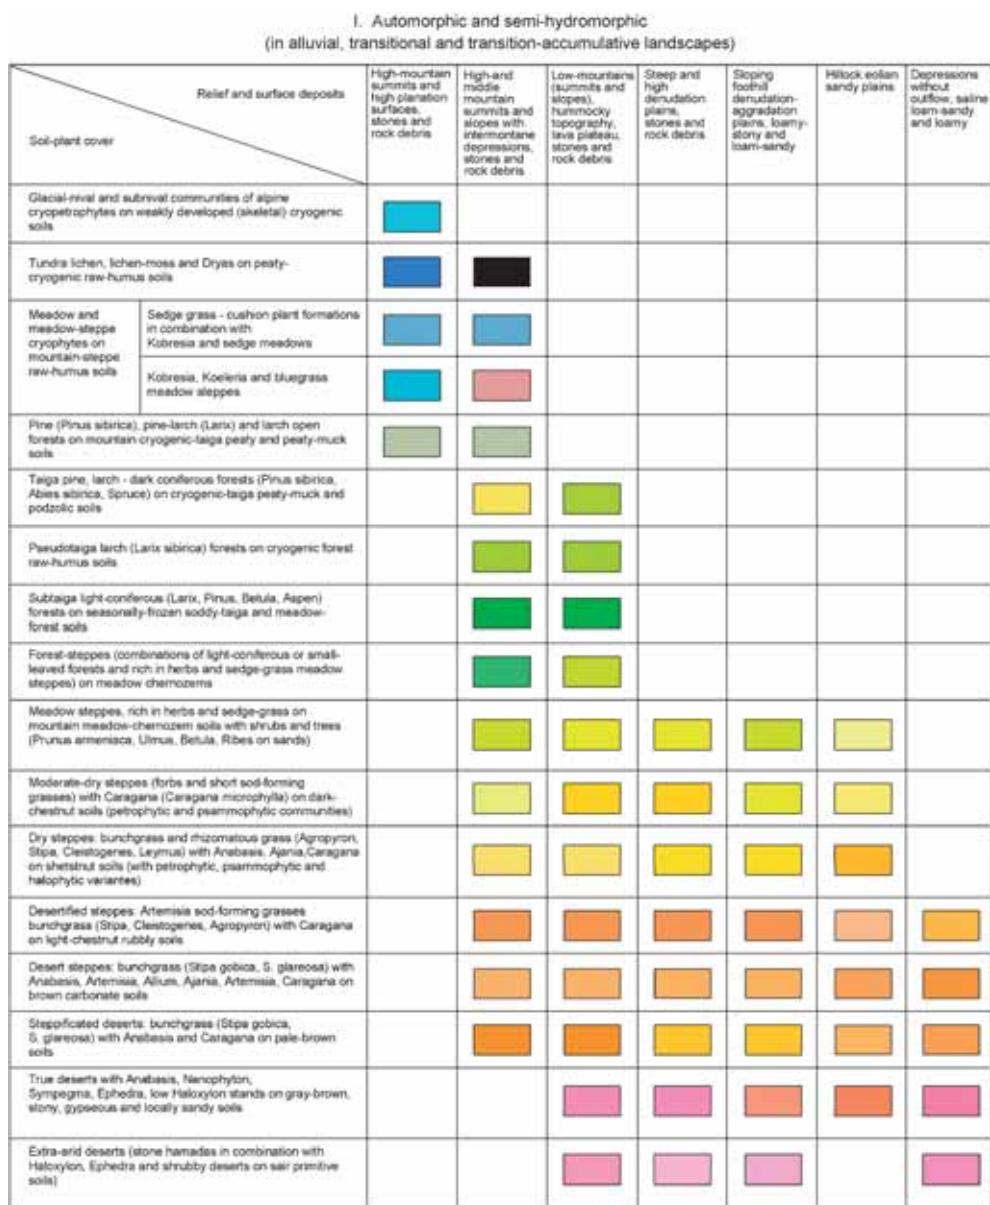 I. Automorphic and semi-hydromorphic
(in alluvial, transitional and transition-accumulative landscapes)
Relief and surface deposits
Soil-plant cover
High-mountain
summits and
high planation
surfaces,
stones and
rock debris
High-and
middle
mountain
summits and
slopes with
intermontane
depressions,
stones and
rock debris
Low-mountains
(summits and
slopes),
hummocky
topography,
lava plateau,
stones and
rock debris
Steep and
high
denudation
plains,
stones and
rock debris
Sloping
foothill
denudation-
aggradation
plains, loamy-
stony and
loam-sandy
Hillock eolian
sandy plains
Depressions
without
outflow, saline
loam-sandy
and loamy
Glacial-nival and subnival communities of alpine
cryopetrophytes on weakly developed (skeletal) cryogenic
soils
Tundra lichen, lichen-moss and Dryas on peaty-
cryogenic raw-humus soils
Meadow and
meadow-steppe
cryophytes on
mountain-steppe
raw-humus soils
Sedge grass - cushion plant formations
in combination with
Kobresia and sedge meadows
Kobresia, Koeleria and bluegrass
meadow steppes
Pine (Pinus sibirica), pine-larch (Larix) and larch open
forests on mountain cryogenic-taiga peaty and peaty-muck
soils
Taiga pine, larch - dark coniferous forests (Pinus sibirica,
Abies sibirica, Spruce) on cryogenic-taiga peaty-muck and
podzolic soils
Pseudotaiga larch (Larix sibirica) forests on cryogenic forest
raw-humus soils
Subtaiga light-coniferous (Larix, Pinus, Betula, Aspen)
forests on seasonally-frozen soddy-taiga and meadow-
forest soils
Forest-steppes (combinations of light-coniferous or small-
leaved forests and rich in herbs and sedge-grass meadow
steppes) on meadow chernozems
Meadow steppes, rich in herbs and sedge-grass on
mountain meadow-chernozem soils with shrubs and trees
(Prunus armeniaca, Ulmus, Betula, Ribes on sands)
Moderate-dry steppes (forbs and short sod-forming
grasses) with Caragana (Caragana microphylla) on dark-
chestnut soils (petrophytic and psammophytic communities)
Dry steppes: bunchgrass and rhizomatous grass (Agropyron,
Stipa, Cleistogenes, Leymus) with Anabasis, Ajania,Caragana
on shetstnut soils (with petrophytic, psammophytic and
halophytic variantes)
Desertified steppes: Artemisia sod-forming grasses
bunchgrass (Stipa, Cleistogenes, Agropyron) with Caragana
on light-chestnut rubbly soils
Desert steppes: bunchgrass (Stipa gobica, S. glareosa) with
Anabasis, Artemisia, Allium, Ajania, Artemisia, Caragana on
brown carbonate soils
Steppificated deserts: bunchgrass (Stipa gobica,
S. glareosa) with Anabasis and Caragana on pale-brown
soils
True deserts with Anabasis, Nanophyton,
Sympegma, Ephedra, low Haloxylon stands on gray-brown,
stony, gypseous and locally sandy soils
Extra-arid deserts (stone hamadas in combination with
Haloxylon, Ephedra and shrubby deserts on sair primitive
soils)